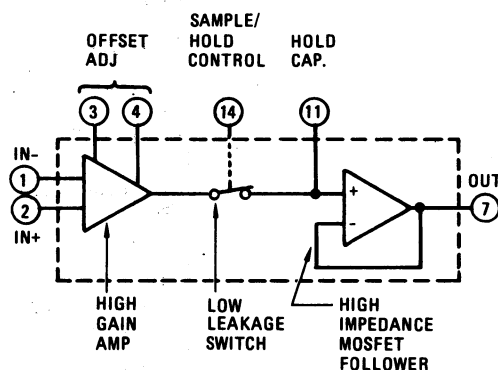 SAMPLE/
OFFSET HOLD HOLD
ADJ CONTROL CAP.
3 4 14 11
IN-
1
2
IN+
+
-
OUT
7
HIGH
GAIN
AMP
LOW
LEAKAGE
SWITCH
HIGH
IMPEDANCE
MOSFET
FOLLOWER